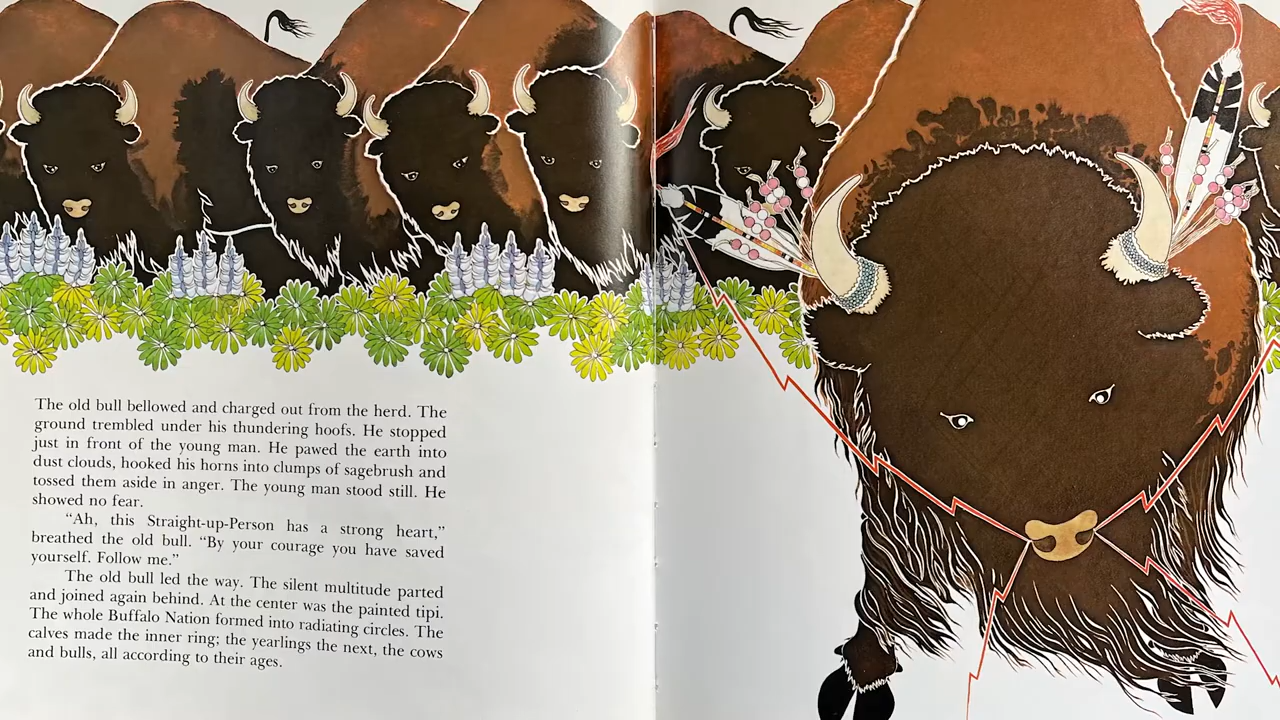 The old bull bellowed and charged out from the herd. The
ground trembled under his thundering hoofs. He stopped
just in front of the young man. He pawed the earth into
dust clouds, hooked his horns into clumps of sagebrush and
tossed them aside in anger. The young man stood still. He
showed no fear.
“Ah, this Straight-up-Person has a strong heart,”
breathed the old bull. “By your courage you have saved
yourself. Follow me.”
The old bull led the way. The silent multitude parted
and joined again behind. At the center was the painted tipi.
The whole Buffalo Nation formed into radiating circles. The
calves made the inner ring; the yearlings the next, the cows
and bulls, all according to their ages.